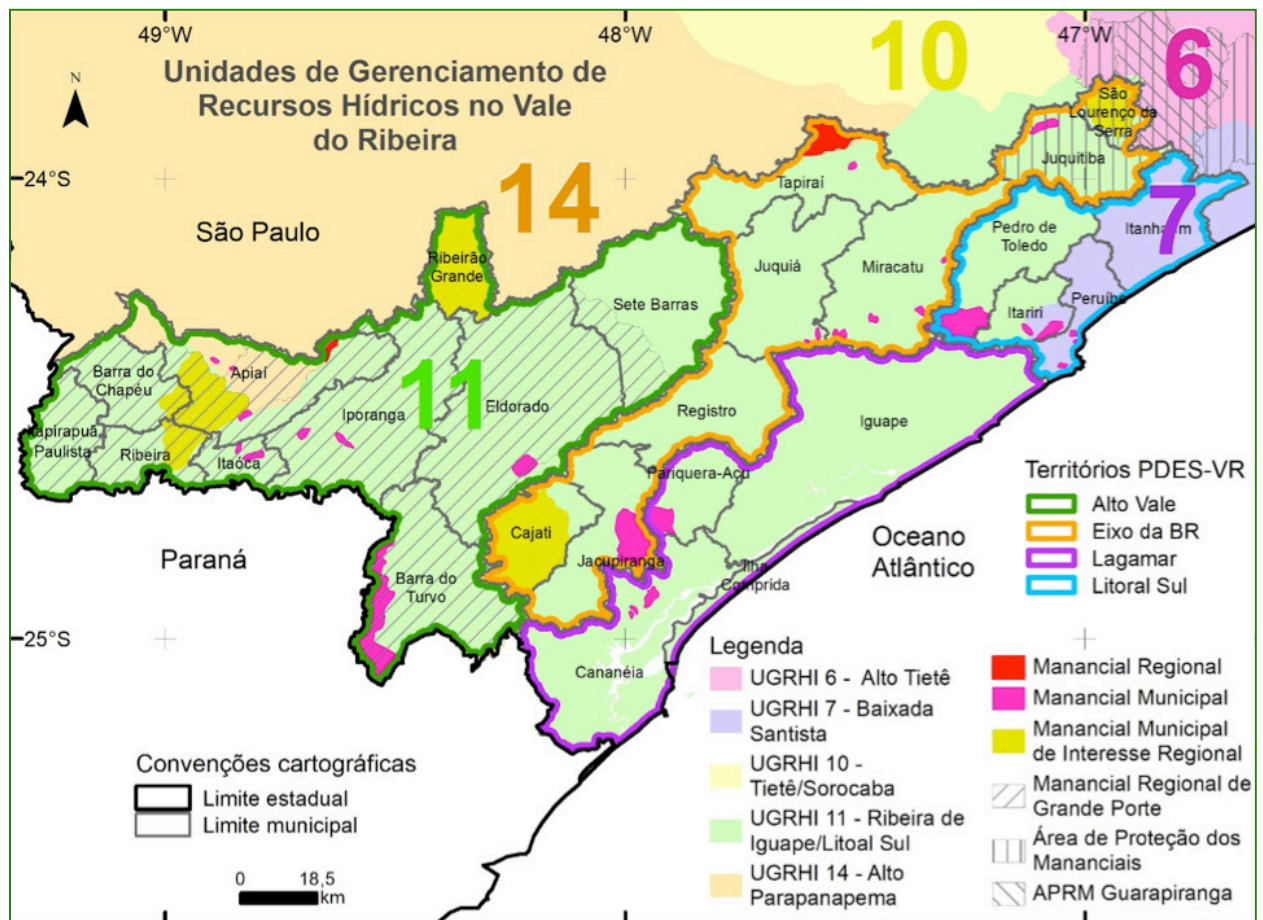 49°W
48°W
47°W
Unidades de Gerenciamento de
Recursos Hídricos no Vale
do Ribeira
N
10
6
14
7
11
24°S
25°S
São Paulo
Paraná
Oceano
Atlântico
São
Lourenço da
Serra
Juquitiba
Tapiraí
Ribeirão
Grande
Pedro de
Toledo
Juquiá
Miracatu
Sete Barras
Peruíbe
Itariri
Barra do
Chapéu
Apiaí
Iporanga
Eldorado
Registro
Iguape
Paulista
Ribeira
Itaóca
Pariquera-Açu
Cajati
Jacupiranga
Ilha
Comprida
Barra do
Turvo
Cananéia
Territórios PDES-VR
Alto Vale
Eixo da BR
Lagamar
Litoral Sul
Legenda
UGRHI 6 - Alto Tietê
UGRHI 7 - Baixada
Santista
UGRHI 10 -
Tietê/Sorocaba
UGRHI 11 - Ribeira de
Iguape/Litoal Sul
UGRHI 14 - Alto
Parapanapema
Manancial Regional
Manancial Municipal
Manancial Municipal
de Interesse Regional
Manancial Regional de
Grande Porte
Área de Proteção dos
Mananciais
APRM Guarapiranga
Convenções cartográficas
Limite estadual
Limite municipal
0 18,5
km